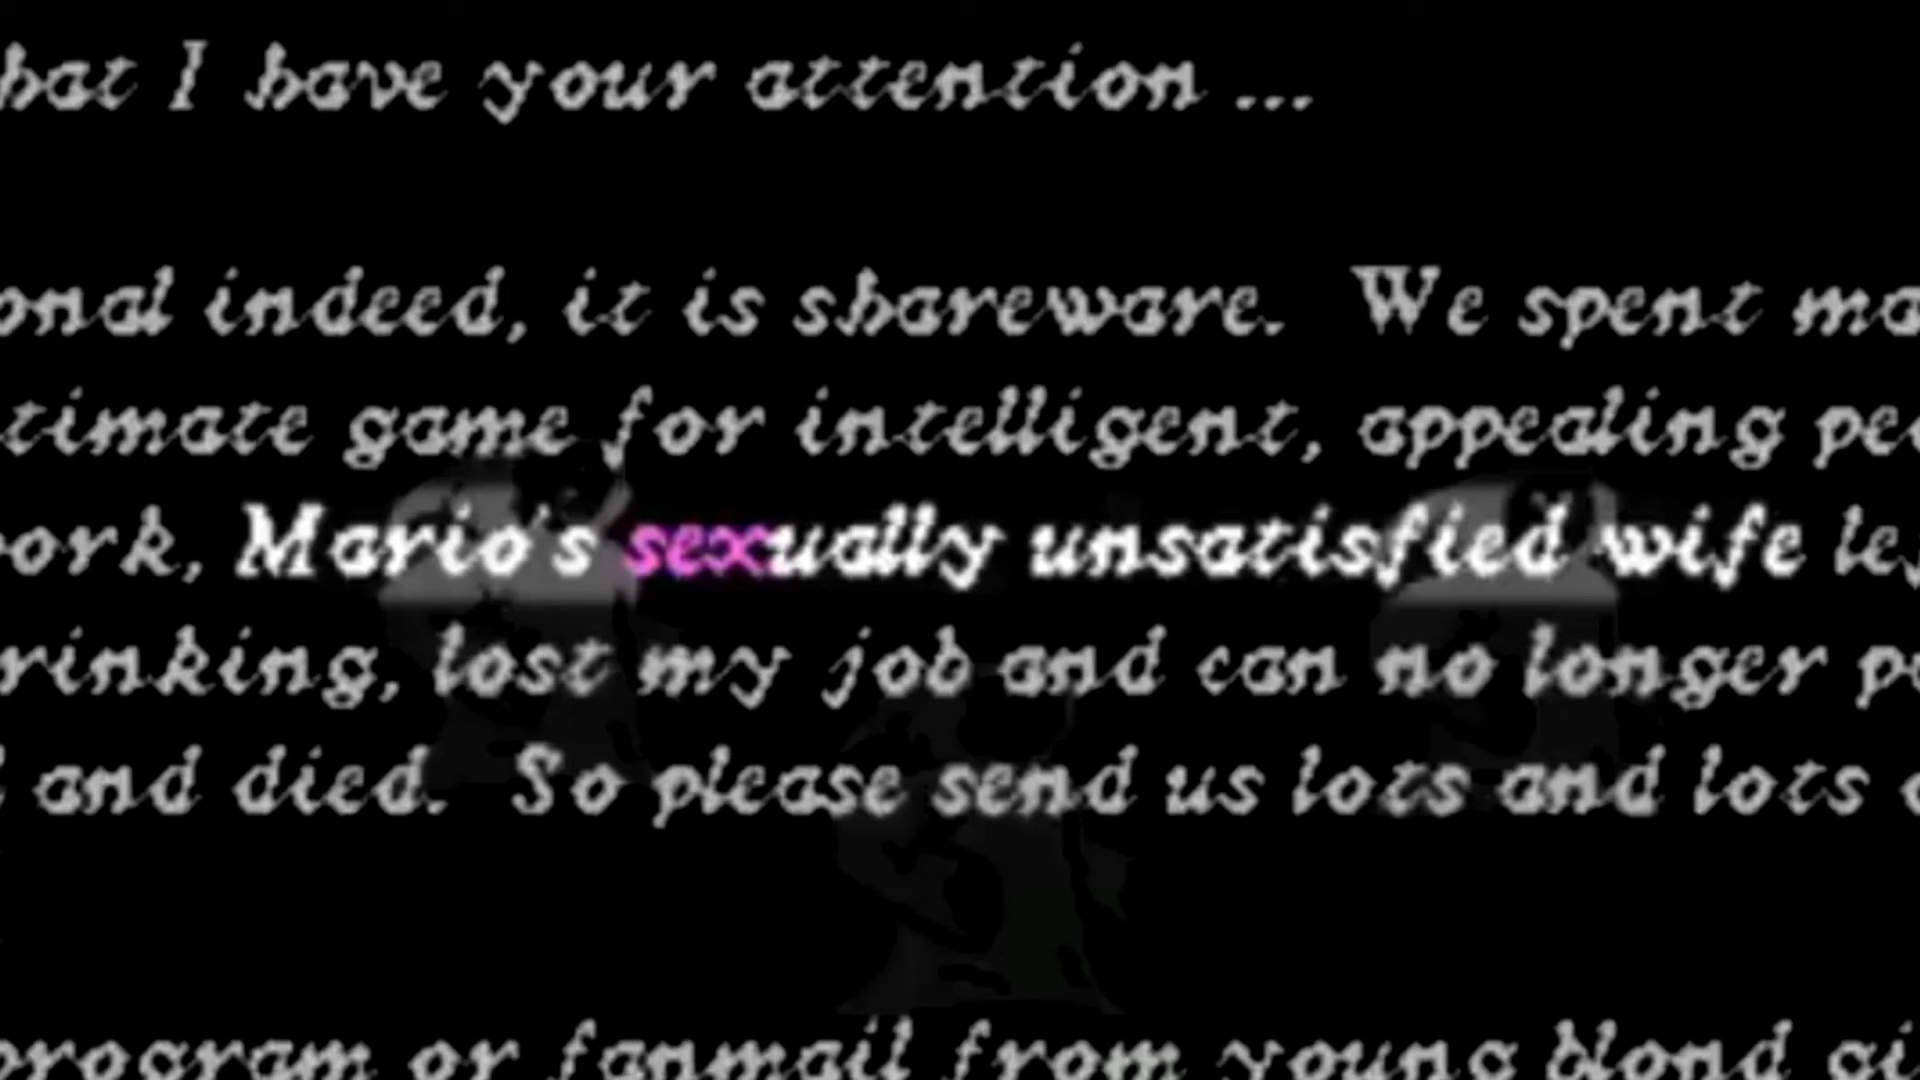 hat I have your attention ...
onal indeed, it is shareware. We spent ma
timate game for intelligent, appealing pe
ork, Mario's sexually unsatisfied wife le
rinking, lost my job and can no longer p
and died. So please send us lots and lots
program or fanmail from young blond gi